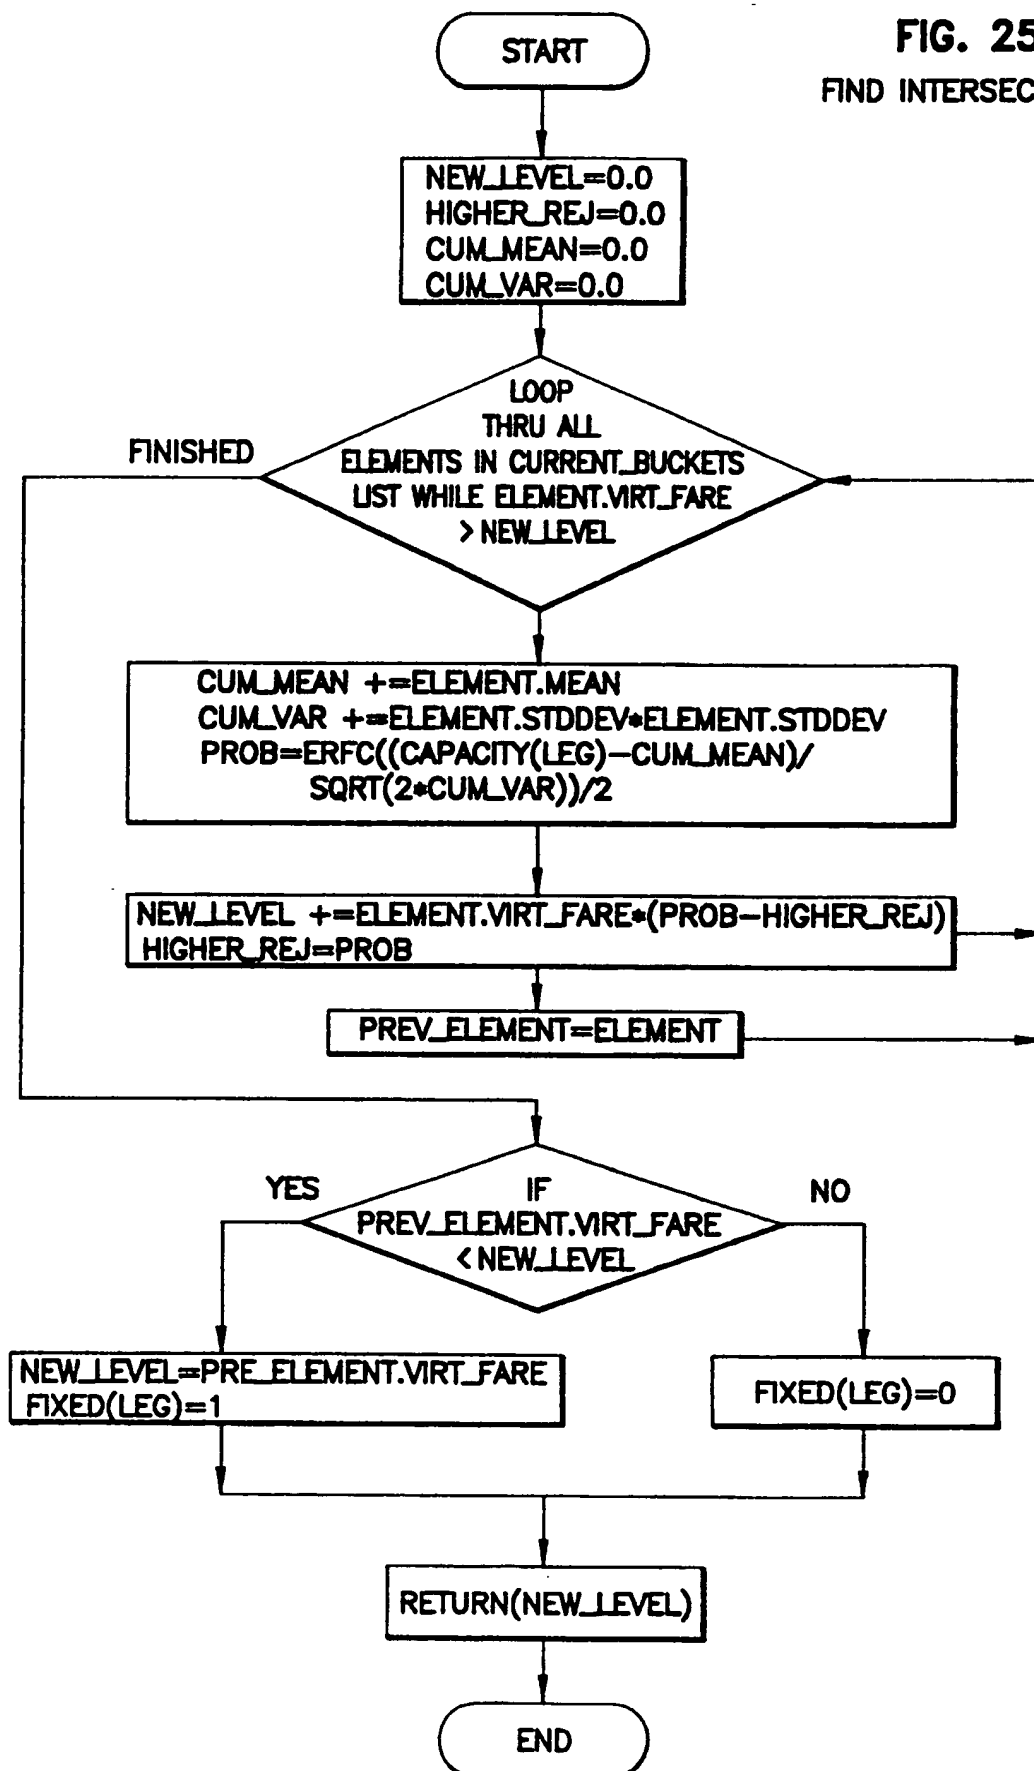 START
FIG. 25
FIND INTERSEC
NEW_LEVEL=0.0
HIGHER_REJ=0.0
CUM_MEAN=0.0
CUM_VAR=0.0
LOOP
THRU ALL
ELEMENTS IN CURRENT_BUCKETS
LIST WHILE ELEMENT.VIRT_FARE
> NEW_LEVEL
FINISHED
CUM_MEAN +=ELEMENT.MEAN
CUM_VAR +=ELEMENT.STDDEV*ELEMENT.STDDEV
PROB=ERFC((CAPACITY(LEG)-CUM_MEAN)/
SQRT(2*CUM_VAR))/2
NEW_LEVEL +=ELEMENT.VIRT_FARE*(PROB-HIGHER_REJ)
HIGHER_REJ=PROB
PREV_ELEMENT=ELEMENT
YES
IF
PREV_ELEMENT.VIRT_FARE
< NEW_LEVEL
NO
NEW_LEVEL=PRE_ELEMENT.VIRT_FARE
FIXED(LEG)=1
FIXED(LEG)=0
RETURN(NEW_LEVEL)
END